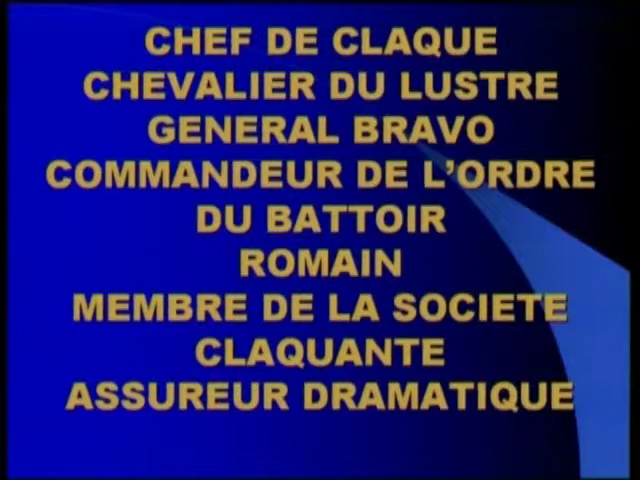 CHEF DE CLAQUE
CHEVALIER DU LUSTRE
GENERAL BRAVO
COMMANDEUR DE L'ORDRE
DU BATTOIR
ROMAIN
MEMBRE DE LA SOCIETE
CLAQUANTE
ASSUREUR DRAMATIQUE